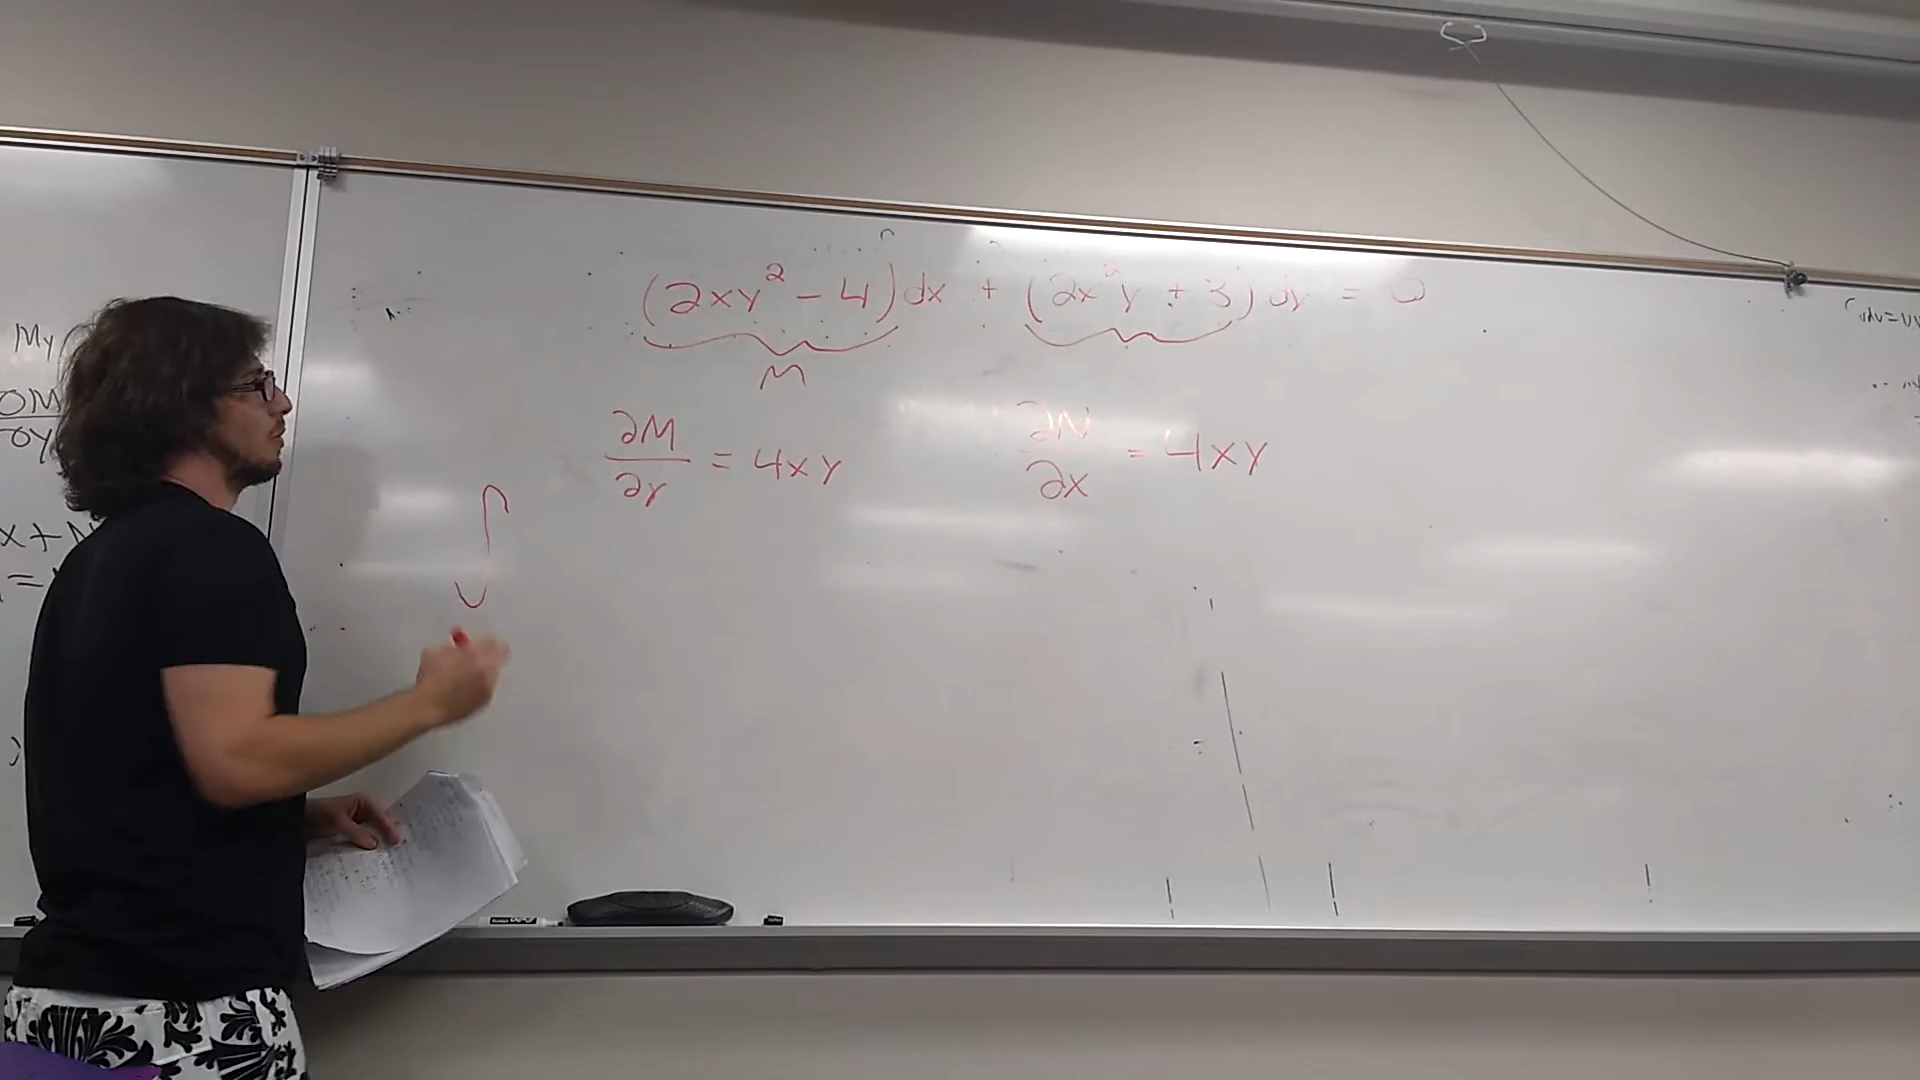 (2xy² - 4)dx + (2x²y + 3)dy = 0
M
My
∂M/∂y = 4xy
∂N/∂x = 4xy
∂M/∂y
∫